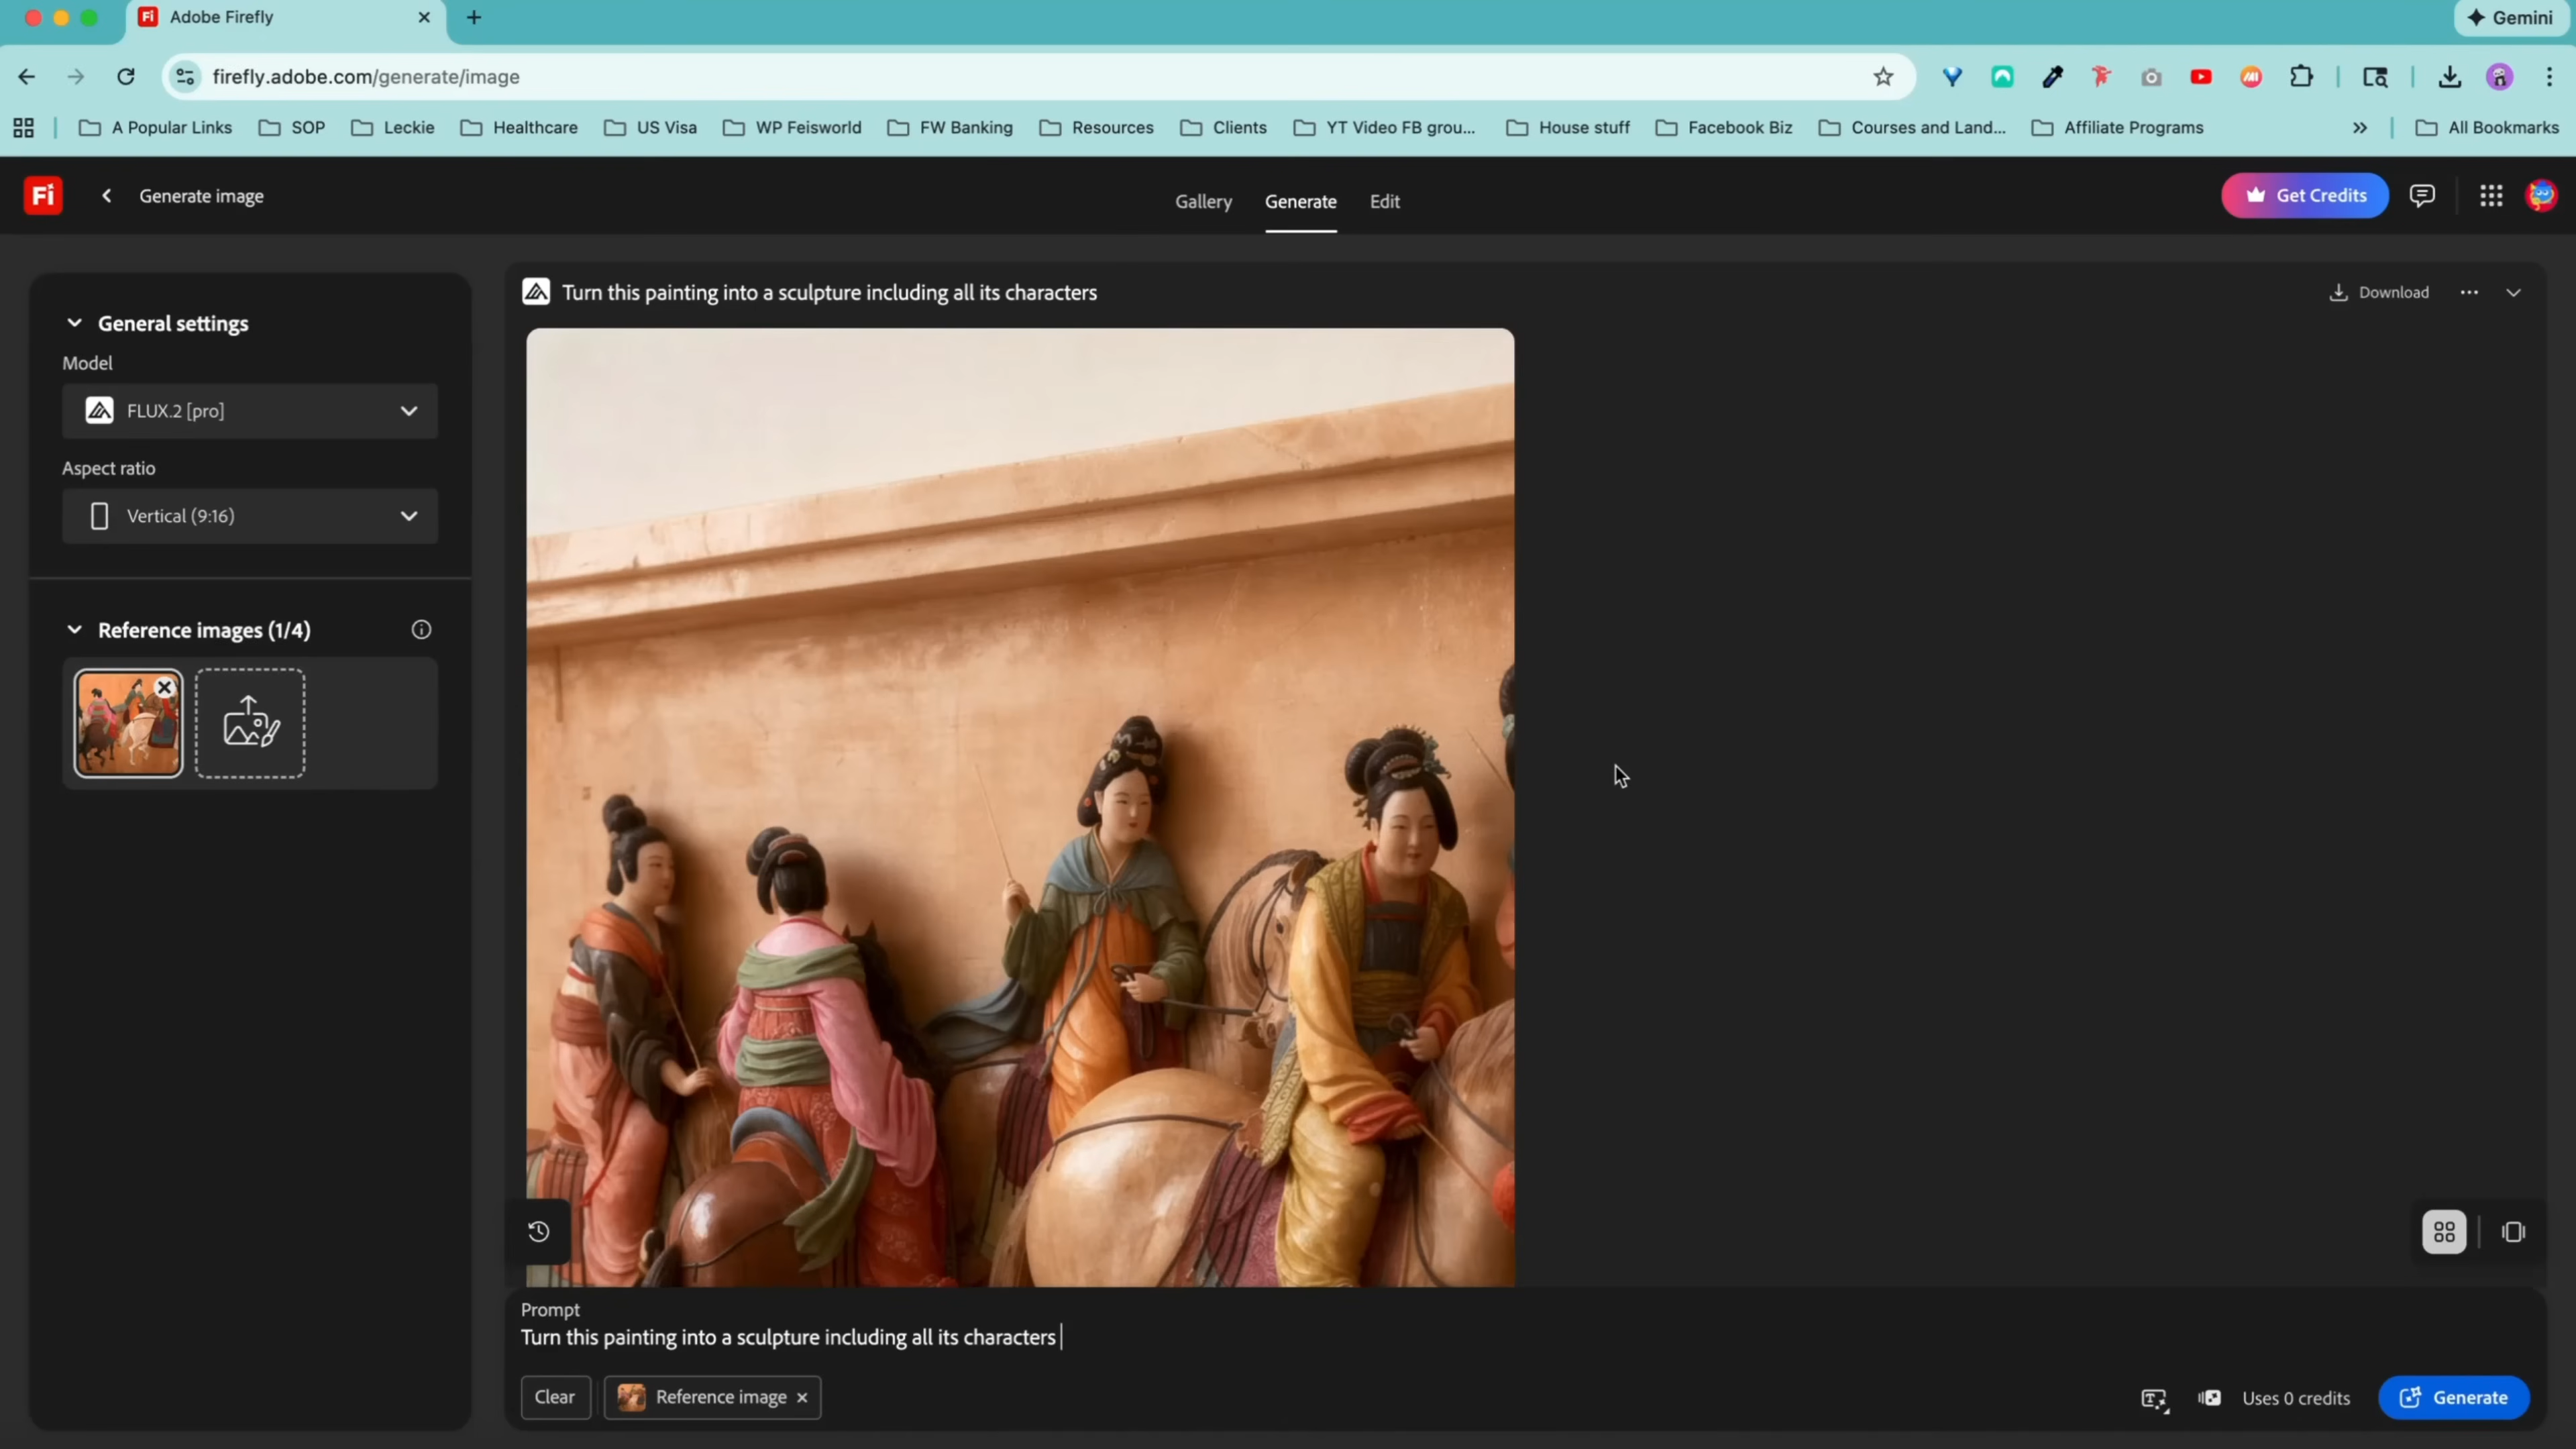 Fi Adobe Firefly
Gemini
firefly.adobe.com/generate/image
A Popular Links SOP Leckie Healthcare US Visa WP Feisworld FW Banking Resources Clients YT Video FB grou... House stuff Facebook Biz Courses and Land... Affiliate Programs All Bookmarks
Fi Generate image
Gallery Generate Edit
Get Credits
General settings
Model
FLUX.2 [pro]
Aspect ratio
Vertical (9:16)
Reference images (1/4)
Turn this painting into a sculpture including all its characters
Download
Prompt
Turn this painting into a sculpture including all its characters
Clear Reference image
Uses 0 credits Generate